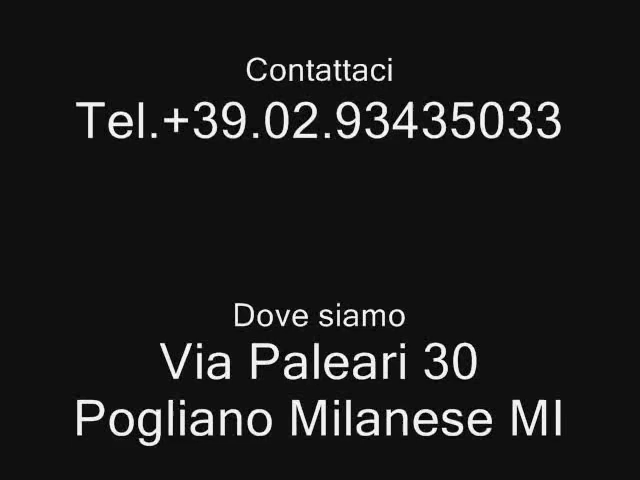 Contattaci
Tel.+39.02.93435033
Dove siamo
Via Paleari 30
Pogliano Milanese MI